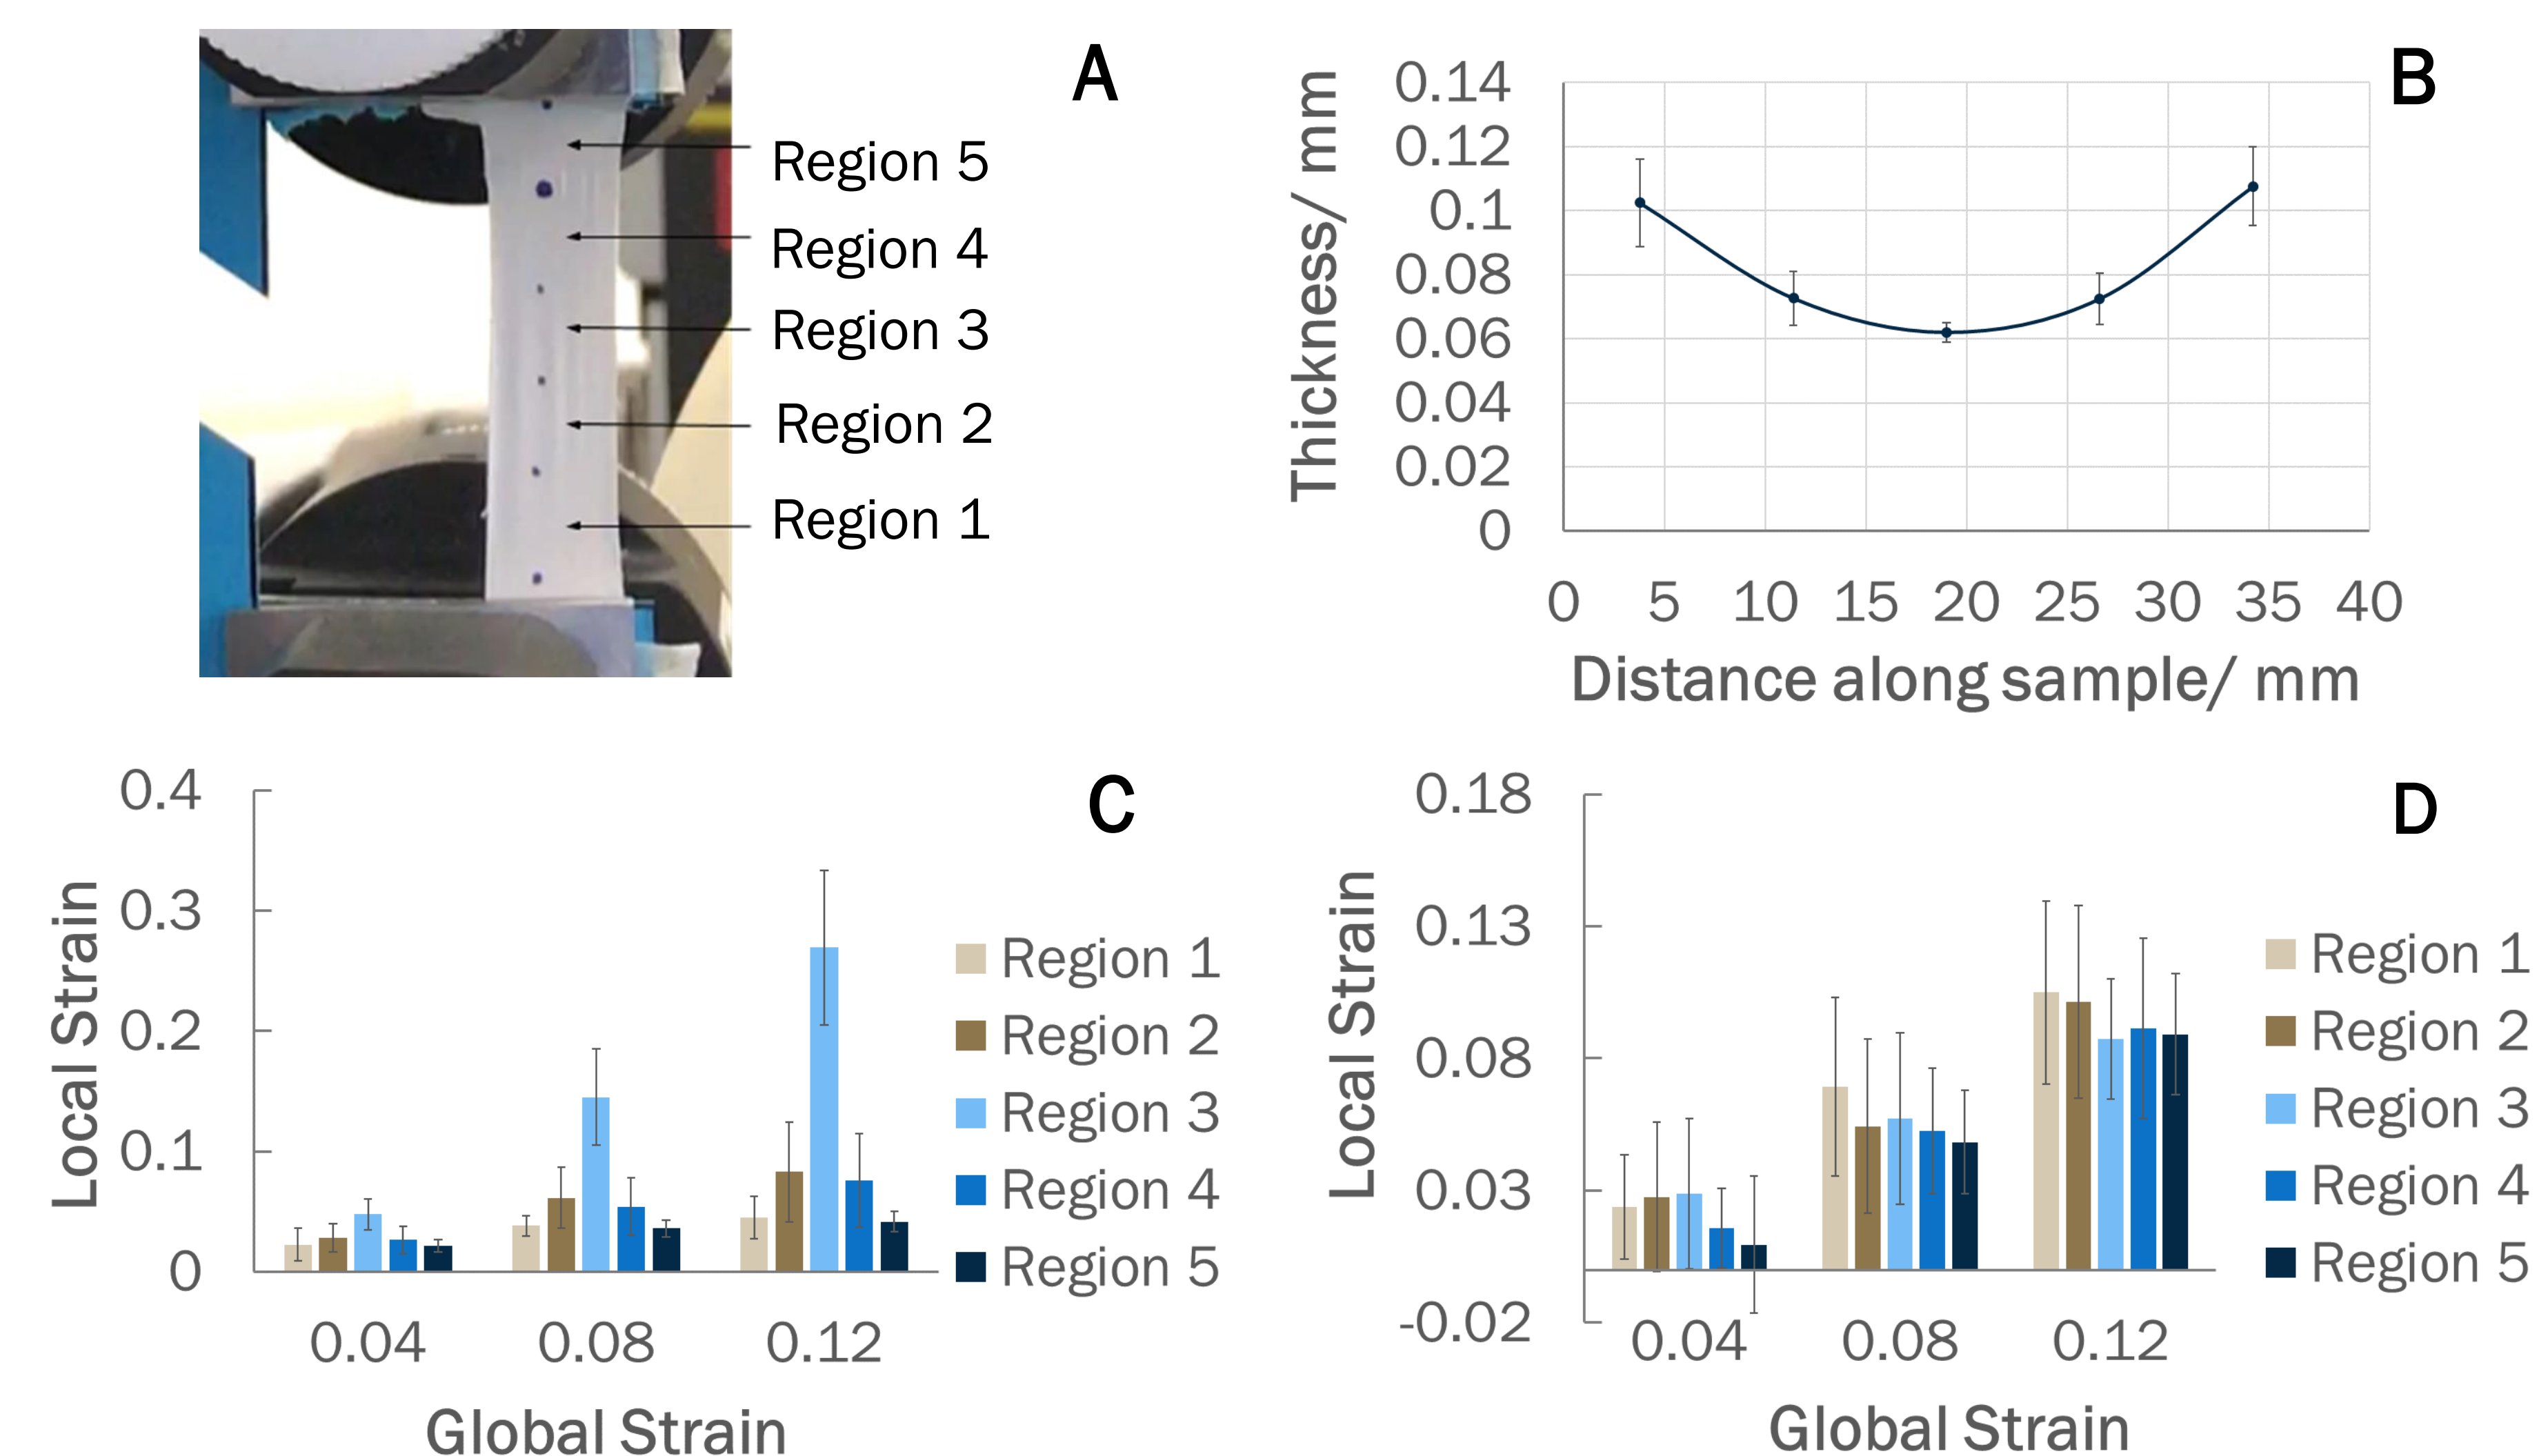 A
Region 5
Region 4
Region 3
Region 2
Region 1
B
Thickness/ mm
0.14
0.12
0.1
0.08
0.06
0.04
0.02
0
0 5 10 15 20 25 30 35 40
Distance along sample/ mm
C
Local Strain
0.4
0.3
0.2
0.1
0
0.04 0.08 0.12
Global Strain
Region 1
Region 2
Region 3
Region 4
Region 5
D
Local Strain
0.18
0.13
0.08
0.03
-0.02
0.04 0.08 0.12
Global Strain
Region 1
Region 2
Region 3
Region 4
Region 5